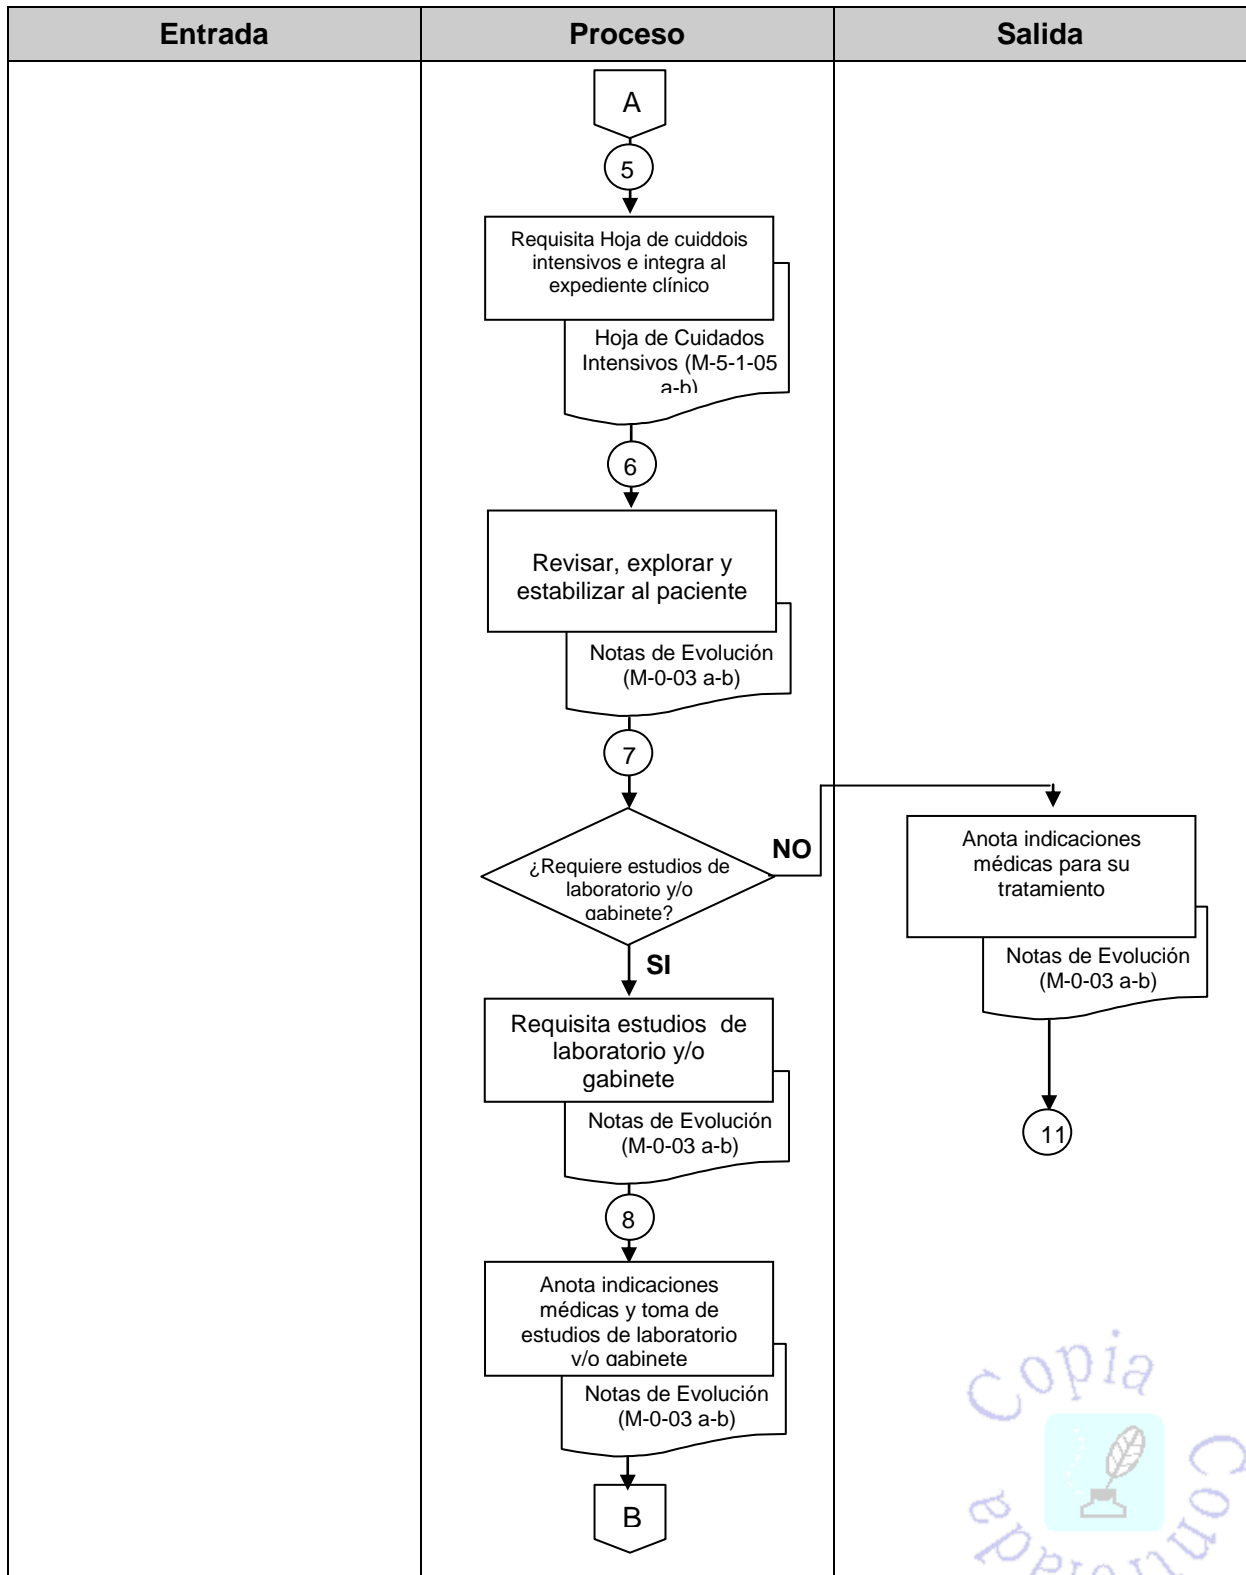 Entrada
Proceso
Salida
A
5
Requisita Hoja de cuiddois
intensivos e integra al
expediente clínico
Hoja de Cuidados
Intensivos (M-5-1-05
a-b)
6
Revisar, explorar y
estabilizar al paciente
Notas de Evolución
(M-0-03 a-b)
7
¿Requiere estudios de
laboratorio y/o
gabinete?
NO
Anota indicaciones
médicas para su
tratamiento
Notas de Evolución
(M-0-03 a-b)
11
SI
Requisita estudios  de
laboratorio y/o
gabinete
Notas de Evolución
(M-0-03 a-b)
8
Anota indicaciones
médicas y toma de
estudios de laboratorio
y/o gabinete
Notas de Evolución
(M-0-03 a-b)
B
Copia
Controlada